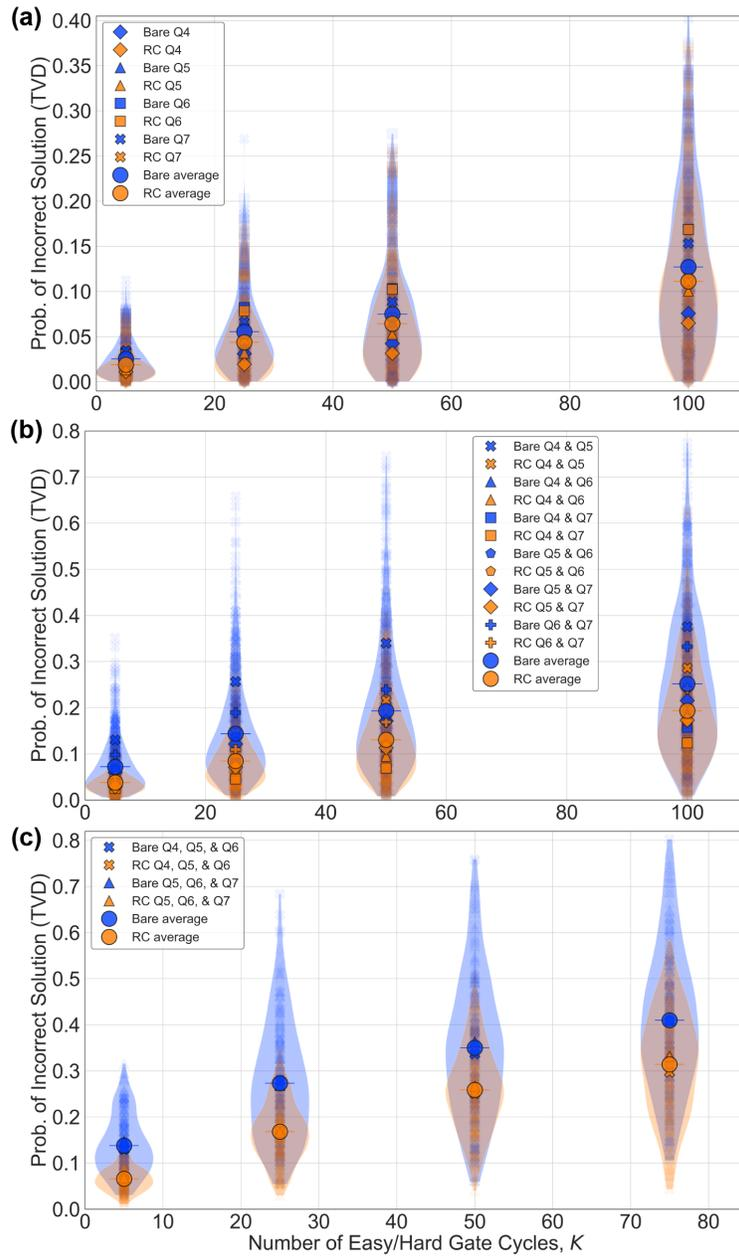 (a)
Prob. of Incorrect Solution (TVD)
0.40
0.35
0.30
0.25
0.20
0.15
0.10
0.05
0.00
Bare Q4
RC Q4
Bare Q5
RC Q5
Bare Q6
RC Q6
Bare Q7
RC Q7
Bare average
RC average
0 20 40 60 80 100
(b)
Prob. of Incorrect Solution (TVD)
0.8
0.7
0.6
0.5
0.4
0.3
0.2
0.1
0.0
Bare Q4 & Q5
RC Q4 & Q5
Bare Q4 & Q6
RC Q4 & Q6
Bare Q4 & Q7
RC Q4 & Q7
Bare Q5 & Q6
RC Q5 & Q6
Bare Q5 & Q7
RC Q5 & Q7
Bare Q6 & Q7
RC Q6 & Q7
Bare average
RC average
0 20 40 60 80 100
(c)
Prob. of Incorrect Solution (TVD)
0.8
0.7
0.6
0.5
0.4
0.3
0.2
0.1
0.0
Bare Q4, Q5, & Q6
RC Q4, Q5, & Q6
Bare Q5, Q6, & Q7
RC Q5, Q6, & Q7
Bare average
RC average
0 10 20 30 40 50 60 70 80
Number of Easy/Hard Gate Cycles, K